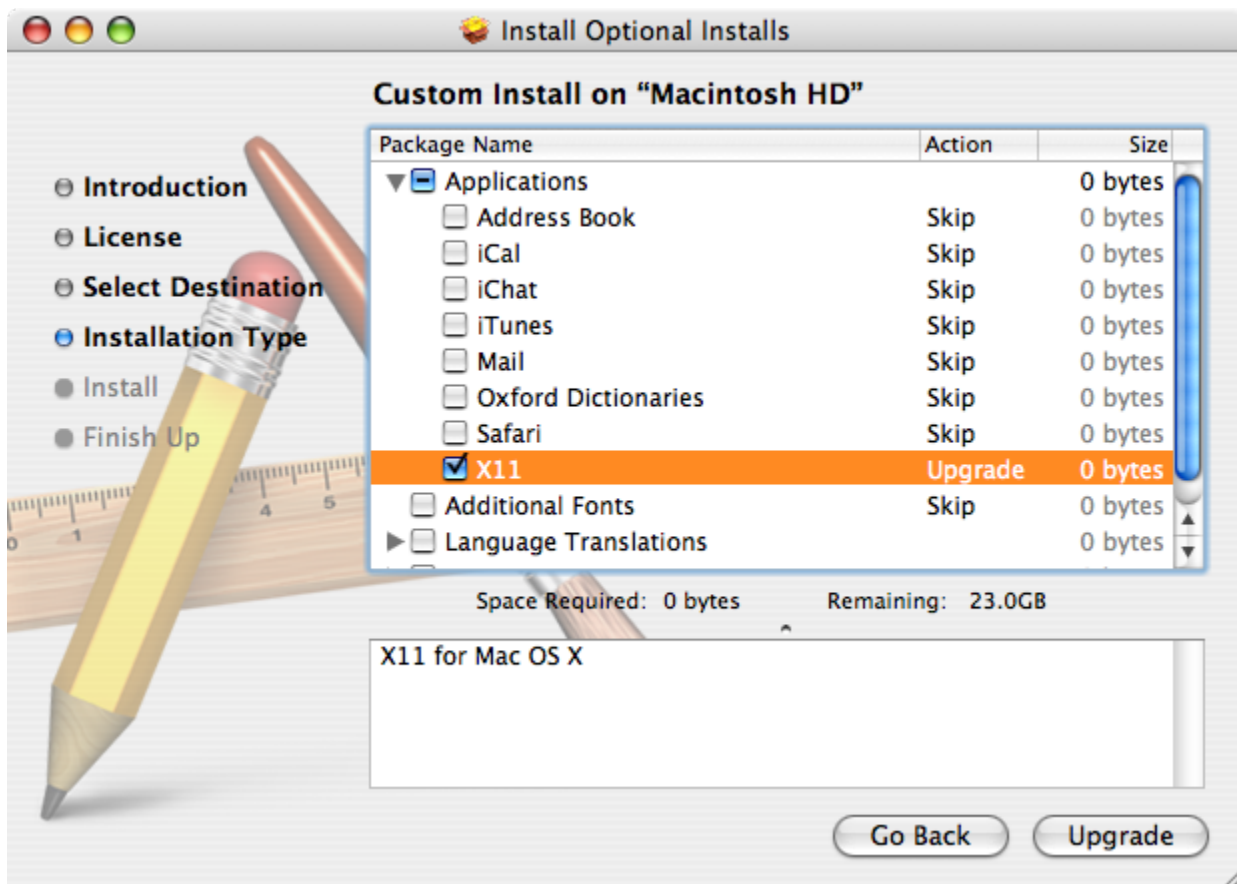 Install Optional Installs
Custom Install on “Macintosh HD”
Introduction
License
Select Destination
Installation Type
Install
Finish Up
Package Name Action Size
Applications 0 bytes
Address Book Skip 0 bytes
iCal Skip 0 bytes
iChat Skip 0 bytes
iTunes Skip 0 bytes
Mail Skip 0 bytes
Oxford Dictionaries Skip 0 bytes
Safari Skip 0 bytes
X11 Upgrade 0 bytes
Additional Fonts Skip 0 bytes
Language Translations 0 bytes
0 1 4 5
Space Required: 0 bytes Remaining: 23.0GB
X11 for Mac OS X
Go Back Upgrade